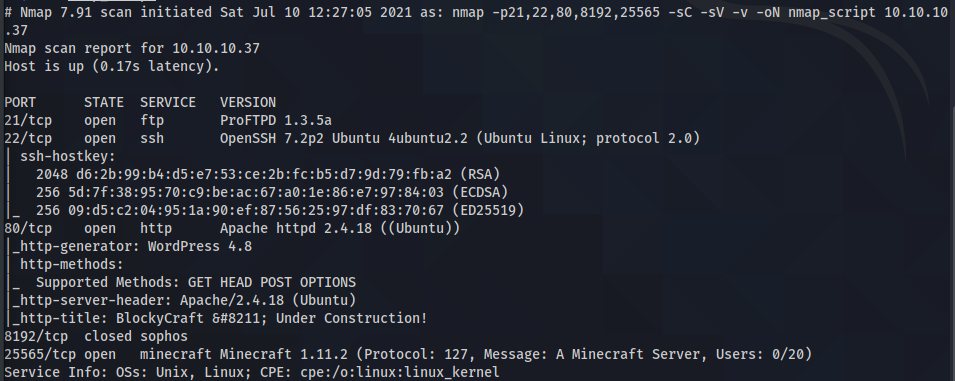 # Nmap 7.91 scan initiated Sat Jul 10 12:27:05 2021 as: nmap -p21,22,80,8192,25565 -sC -sV -v -oN nmap_script 10.10.10
.37
Nmap scan report for 10.10.10.37
Host is up (0.17s latency).

PORT      STATE  SERVICE   VERSION
21/tcp    open   ftp       ProFTPD 1.3.5a
22/tcp    open   ssh       OpenSSH 7.2p2 Ubuntu 4ubuntu2.2 (Ubuntu Linux; protocol 2.0)
| ssh-hostkey:
|   2048 d6:2b:99:b4:d5:e7:53:ce:2b:fc:b5:d7:9d:79:fb:a2 (RSA)
|   256 5d:7f:38:95:70:c9:be:ac:67:a0:1e:86:e7:97:84:03 (ECDSA)
|_  256 09:d5:c2:04:95:1a:90:ef:87:56:25:97:df:83:70:67 (ED25519)
80/tcp    open   http      Apache httpd 2.4.18 ((Ubuntu))
|_http-generator: WordPress 4.8
| http-methods:
|_  Supported Methods: GET HEAD POST OPTIONS
|_http-server-header: Apache/2.4.18 (Ubuntu)
|_http-title: BlockyCraft &#8211; Under Construction!
8192/tcp  closed sophos
25565/tcp open   minecraft Minecraft 1.11.2 (Protocol: 127, Message: A Minecraft Server, Users: 0/20)
Service Info: OSs: Unix, Linux; CPE: cpe:/o:linux:linux_kernel